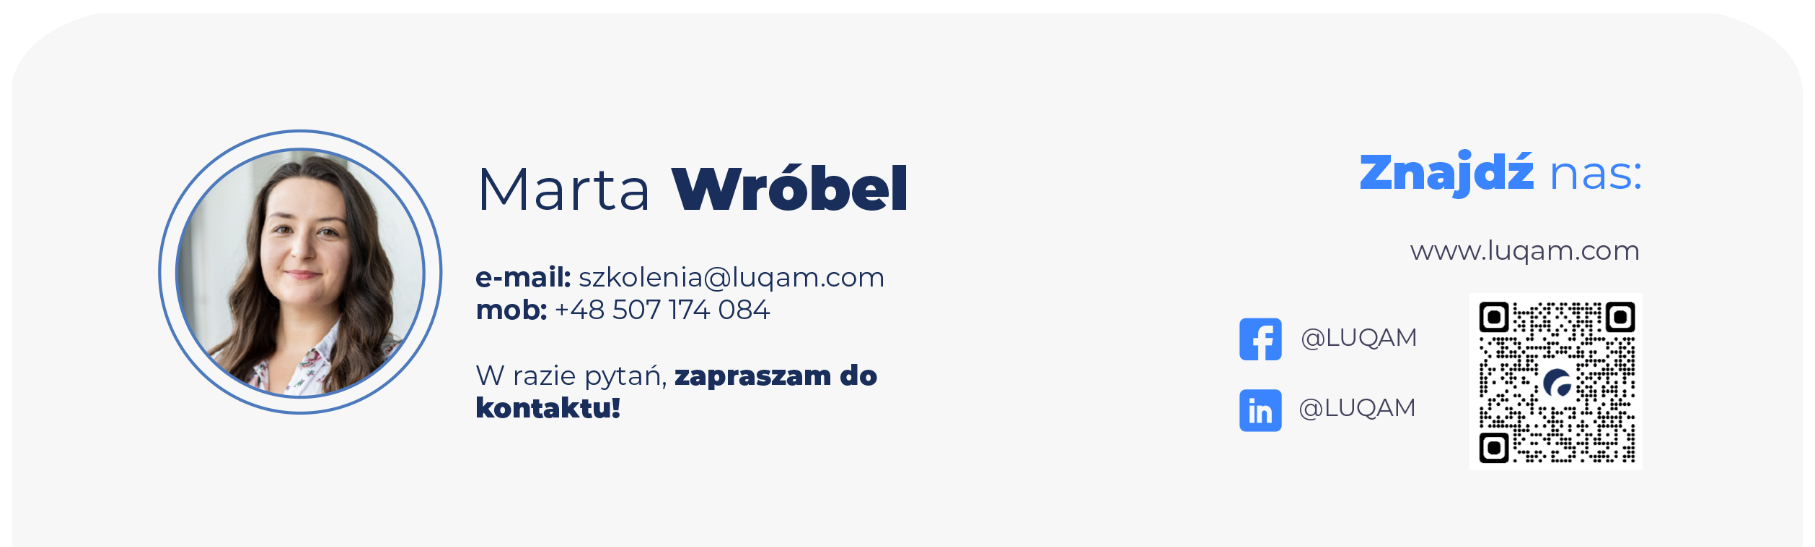 Marta Wróbel
e-mail: szkolenia@luqam.com
mob: +48 507 174 084
W razie pytań, zapraszam do
kontaktu!
Znajdź nas:
www.luqam.com
@LUQAM
@LUQAM